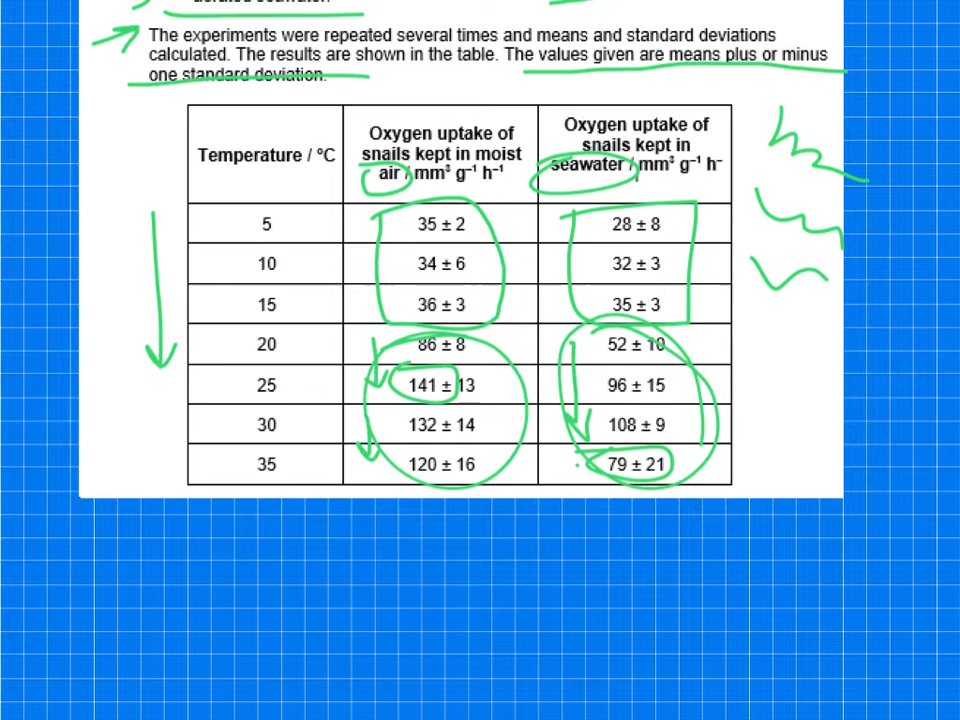 aerated seawater.
The experiments were repeated several times and means and standard deviations
calculated. The results are shown in the table. The values given are means plus or minus
one standard deviation.
Temperature / ºC
Oxygen uptake of
snails kept in moist
air / mm³ g⁻¹ h⁻¹
Oxygen uptake of
snails kept in
seawater / mm³ g⁻¹ h⁻
5 35 ± 2 28 ± 8
10 34 ± 6 32 ± 3
15 36 ± 3 35 ± 3
20 86 ± 8 52 ± 10
25 141 ± 13 96 ± 15
30 132 ± 14 108 ± 9
35 120 ± 16 79 ± 21